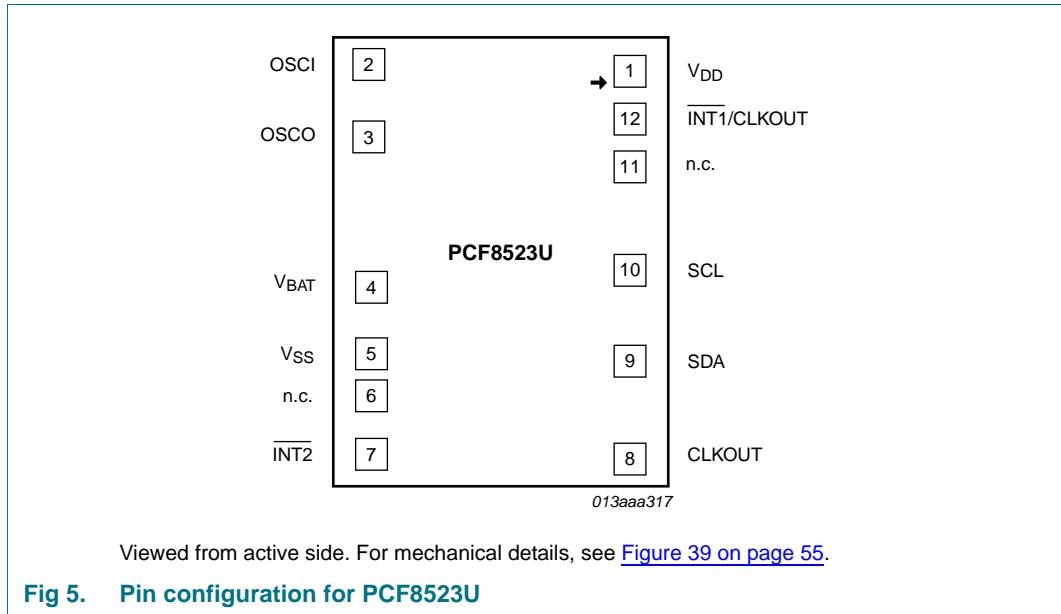 OSCI 2 1 VDD
12 INT1/CLKOUT
OSCO 3
11 n.c.
PCF8523U
10 SCL
VBAT 4
VSS 5
9 SDA
n.c. 6
INT2 7
8 CLKOUT
013aaa317
Viewed from active side. For mechanical details, see Figure 39 on page 55.
Fig 5. Pin configuration for PCF8523U